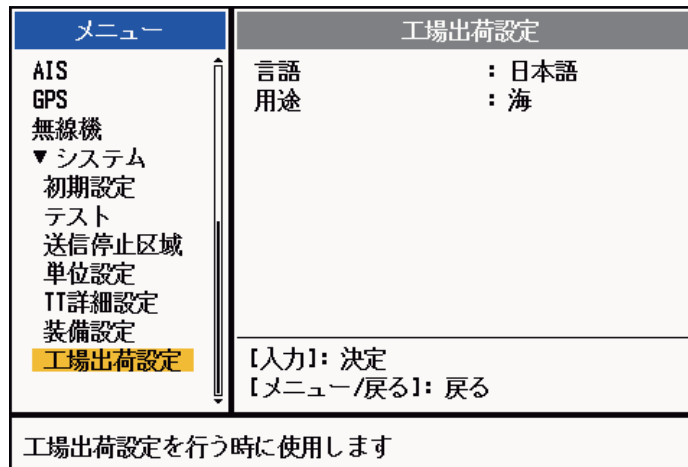 メニュー
AIS
GPS
無線機
▼システム
初期設定
テスト
送信停止区域
単位設定
TT詳細設定
装備設定
工場出荷設定
工場出荷設定
言語 : 日本語
用途 : 海
[入力]: 決定
[メニュー/戻る]: 戻る
工場出荷設定を行う時に使用します